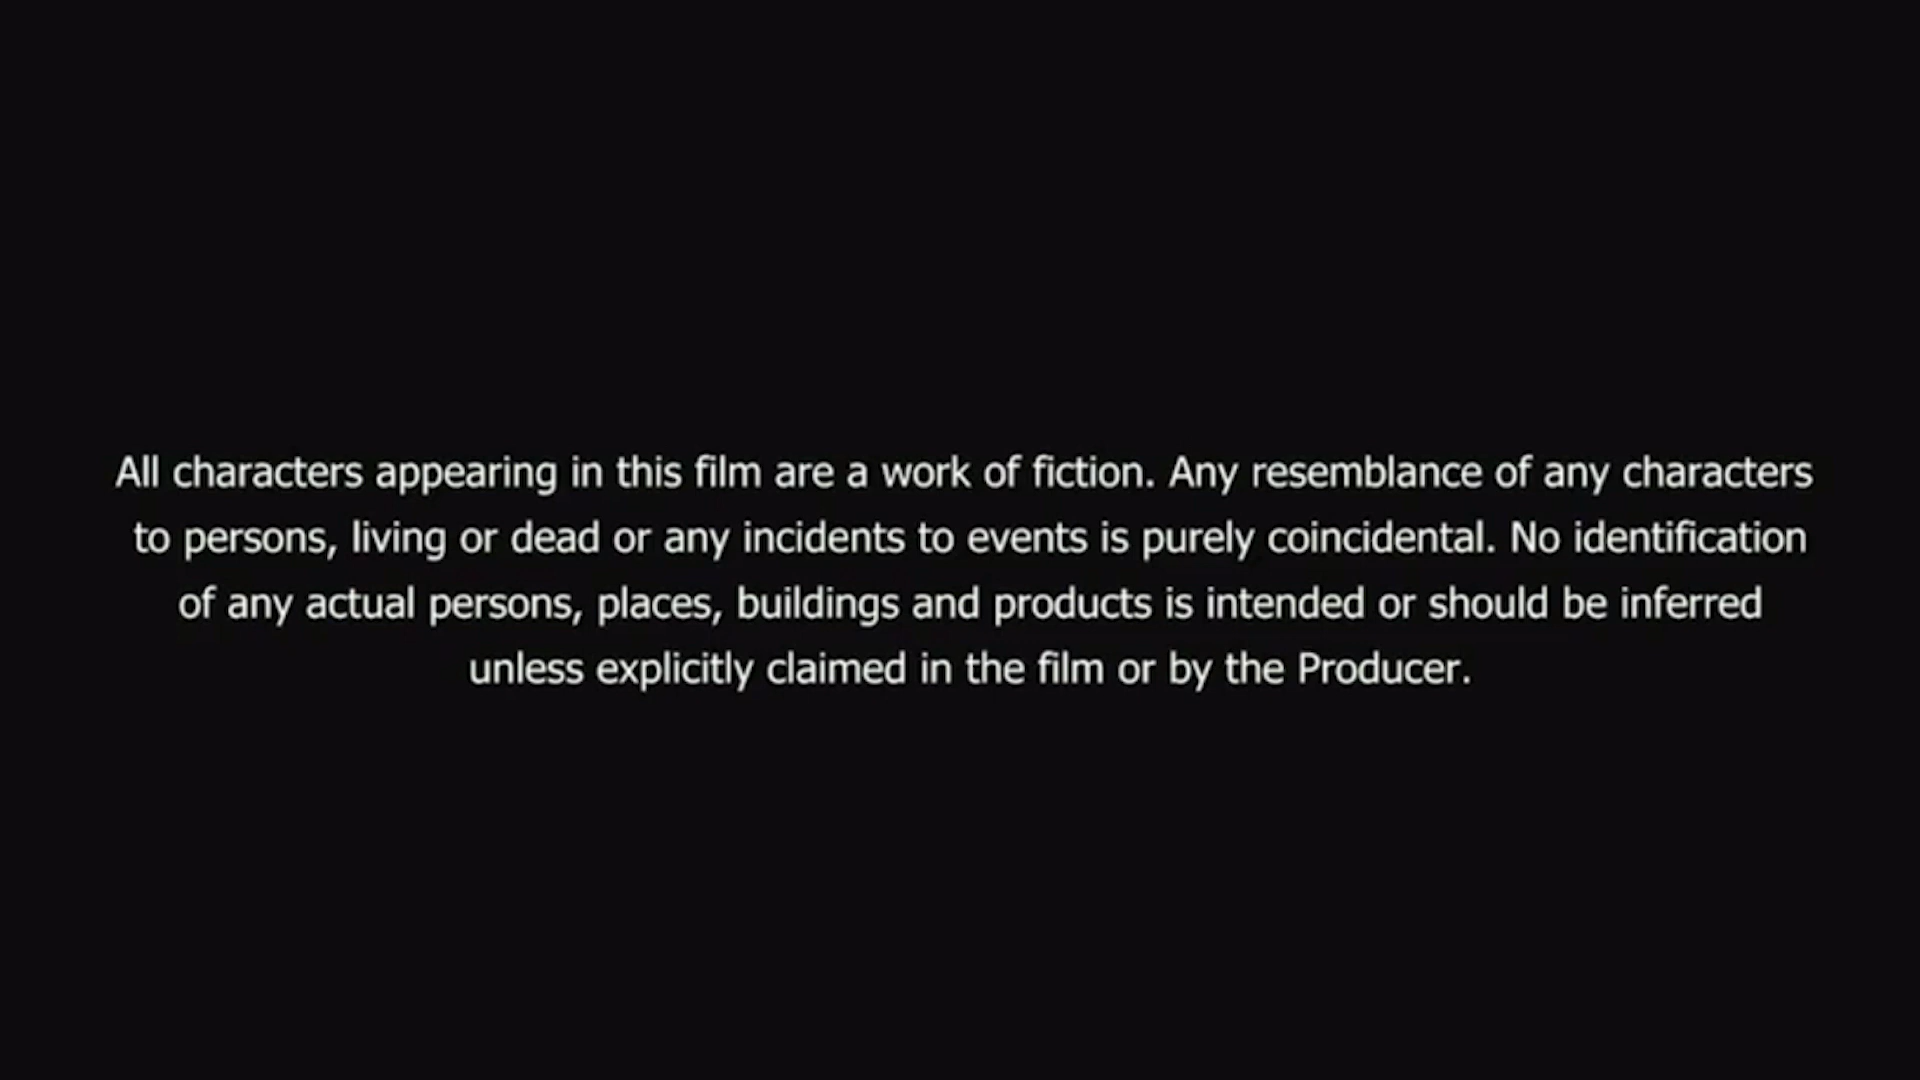 All characters appearing in this film are a work of fiction. Any resemblance of any characters
to persons, living or dead or any incidents to events is purely coincidental. No identification
of any actual persons, places, buildings and products is intended or should be inferred
unless explicitly claimed in the film or by the Producer.